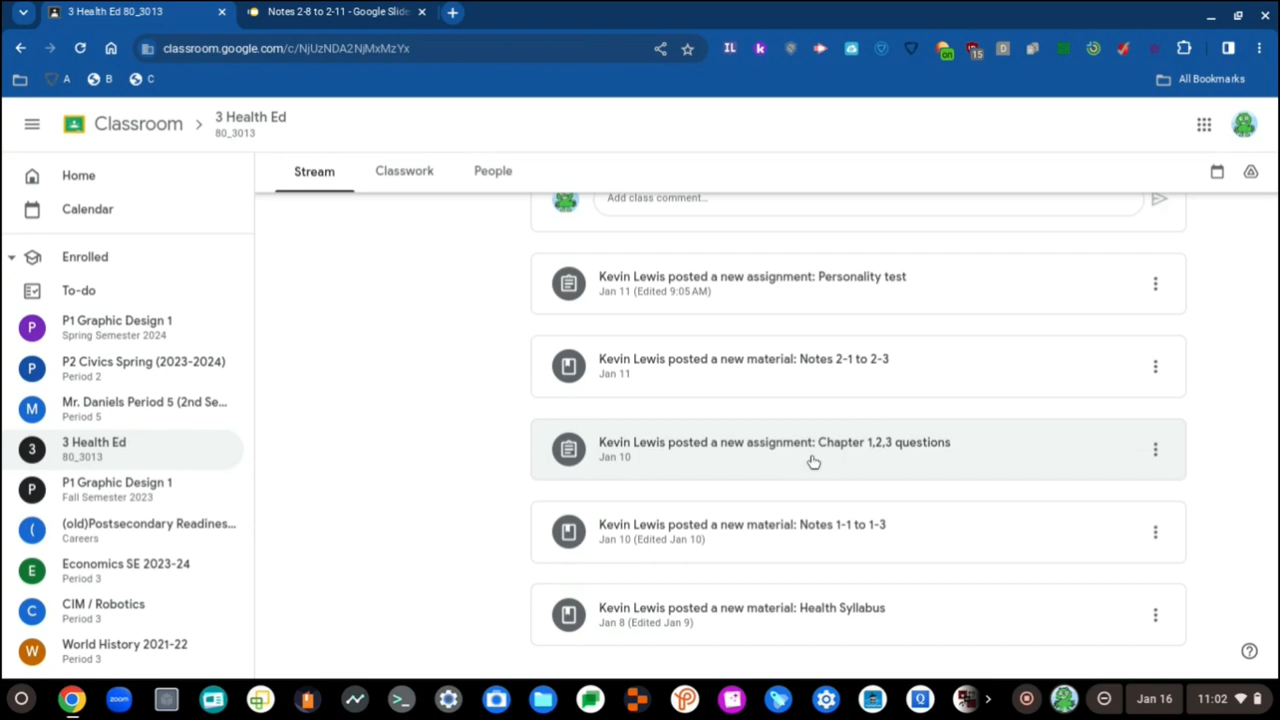 3 Health Ed 80_3013
Notes 2-8 to 2-11 - Google Slide
classroom.google.com/c/NjUzNDA2NjMxMzYx
IL
k
on
15
D
A
B
C
All Bookmarks
Classroom
3 Health Ed
80_3013
Stream
Classwork
People
Home
Calendar
Enrolled
To-do
P
P1 Graphic Design 1
Spring Semester 2024
P
P2 Civics Spring (2023-2024)
Period 2
M
Mr. Daniels Period 5 (2nd Se...
Period 5
3
3 Health Ed
80_3013
P
P1 Graphic Design 1
Fall Semester 2023
(
(old)Postsecondary Readines...
Careers
E
Economics SE 2023-24
Period 3
C
CIM / Robotics
Period 3
W
World History 2021-22
Period 3
Add class comment...
Kevin Lewis posted a new assignment: Personality test
Jan 11 (Edited 9:05 AM)
Kevin Lewis posted a new material: Notes 2-1 to 2-3
Jan 11
Kevin Lewis posted a new assignment: Chapter 1,2,3 questions
Jan 10
Kevin Lewis posted a new material: Notes 1-1 to 1-3
Jan 10 (Edited Jan 10)
Kevin Lewis posted a new material: Health Syllabus
Jan 8 (Edited Jan 9)
zoom
Q
Jan 16
11:02